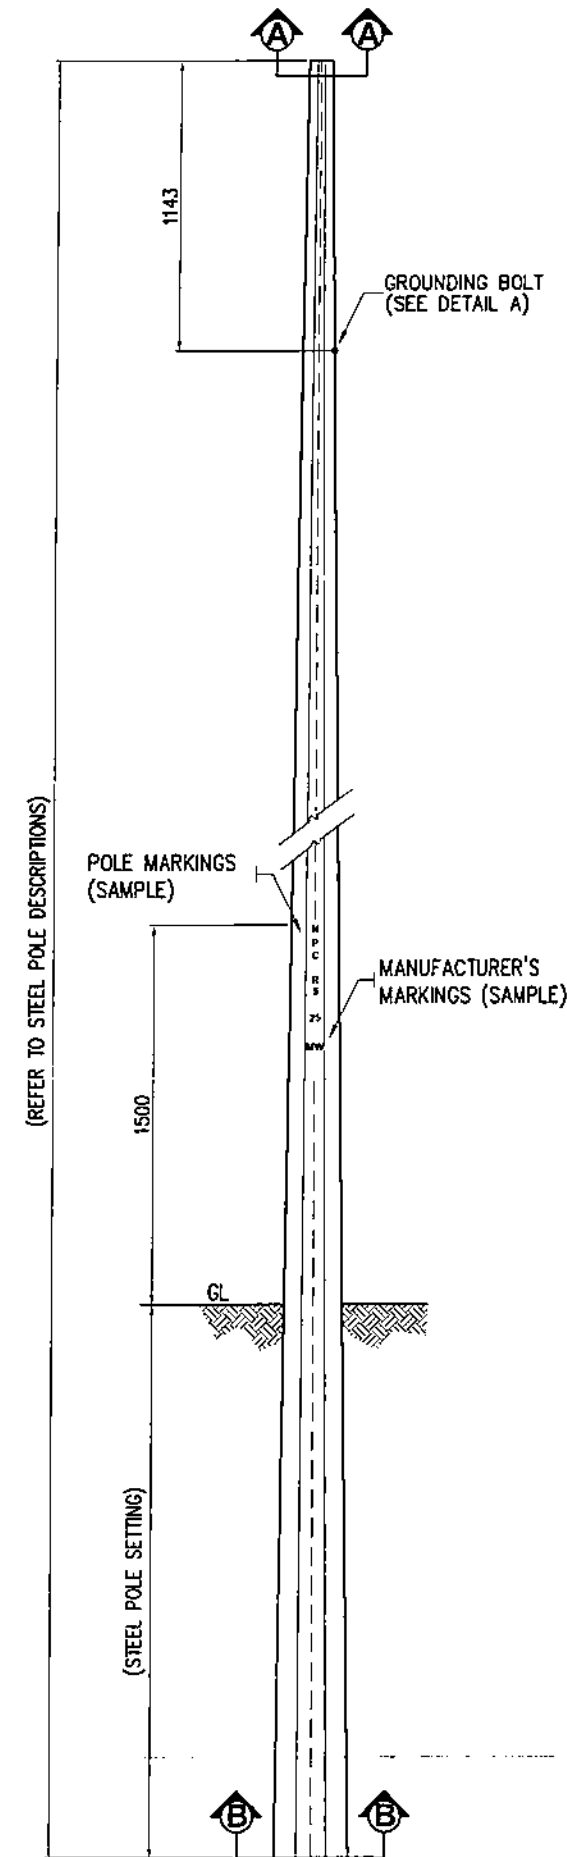 A A
1143
GROUNDING BOLT
(SEE DETAIL A)
(REFER TO STEEL POLE DESCRIPTIONS)
POLE MARKINGS
(SAMPLE)
N
P
C
R
S
25
MW
MANUFACTURER'S
MARKINGS (SAMPLE)
1500
GL
(STEEL POLE SETTING)
B B